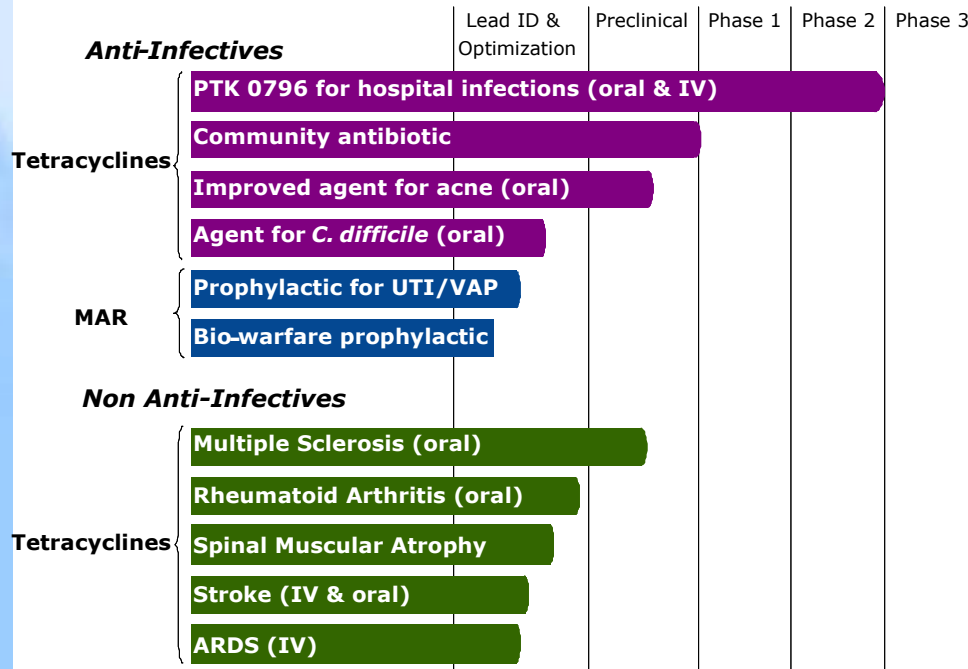 Lead ID &
Optimization
Preclinical
Phase 1
Phase 2
Phase 3
Anti-Infectives
Tetracyclines
PTK 0796 for hospital infections (oral & IV)
Community antibiotic
Improved agent for acne (oral)
Agent for C. difficile (oral)
MAR
Prophylactic for UTI/VAP
Bio-warfare prophylactic
Non Anti-Infectives
Tetracyclines
Multiple Sclerosis (oral)
Rheumatoid Arthritis (oral)
Spinal Muscular Atrophy
Stroke (IV & oral)
ARDS (IV)